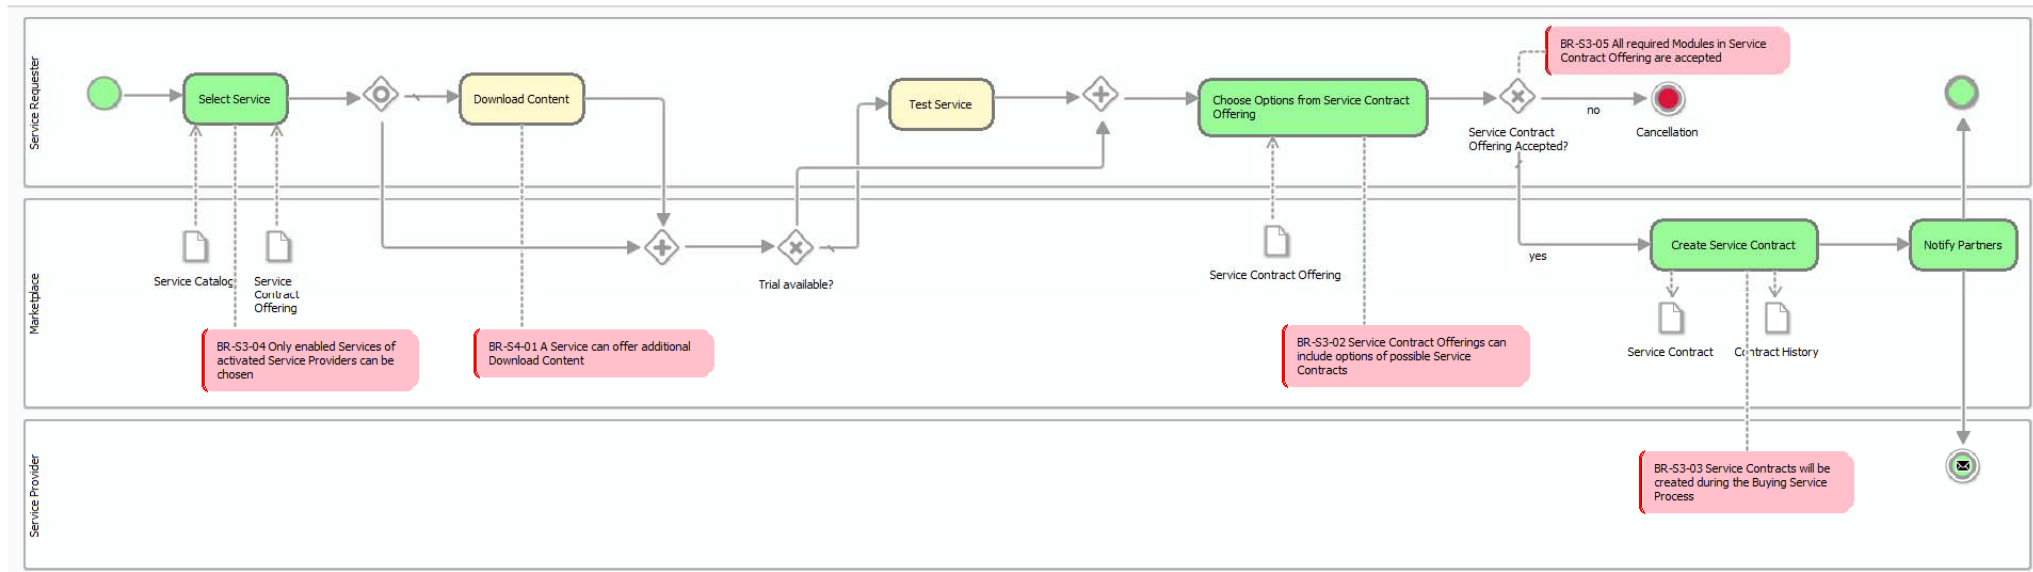 Service Requester
Select Service
Download Content
Test Service
Choose Options from Service Contract
Offering
BR-S3-05 All required Modules in Service
Contract Offering are accepted
Service Contract
Offering Accepted?
no
Cancellation
yes
Marketplace
Service Catalog
Service
Contract
Offering
Trial available?
Service Contract Offering
Create Service Contract
Notify Partners
Service Contract
Contract History
BR-S3-04 Only enabled Services of
activated Service Providers can be
chosen
BR-S4-01 A Service can offer additional
Download Content
BR-S3-02 Service Contract Offerings can
include options of possible Service
Contracts
Service Provider
BR-S3-03 Service Contracts will be
created during the Buying Service
Process